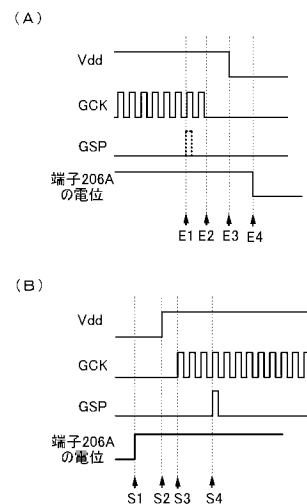 (A)
Vdd
GCK
GSP
端子206A
の電位
E1 E2 E3 E4
(B)
Vdd
GCK
GSP
端子206A
の電位
S1 S2 S3 S4